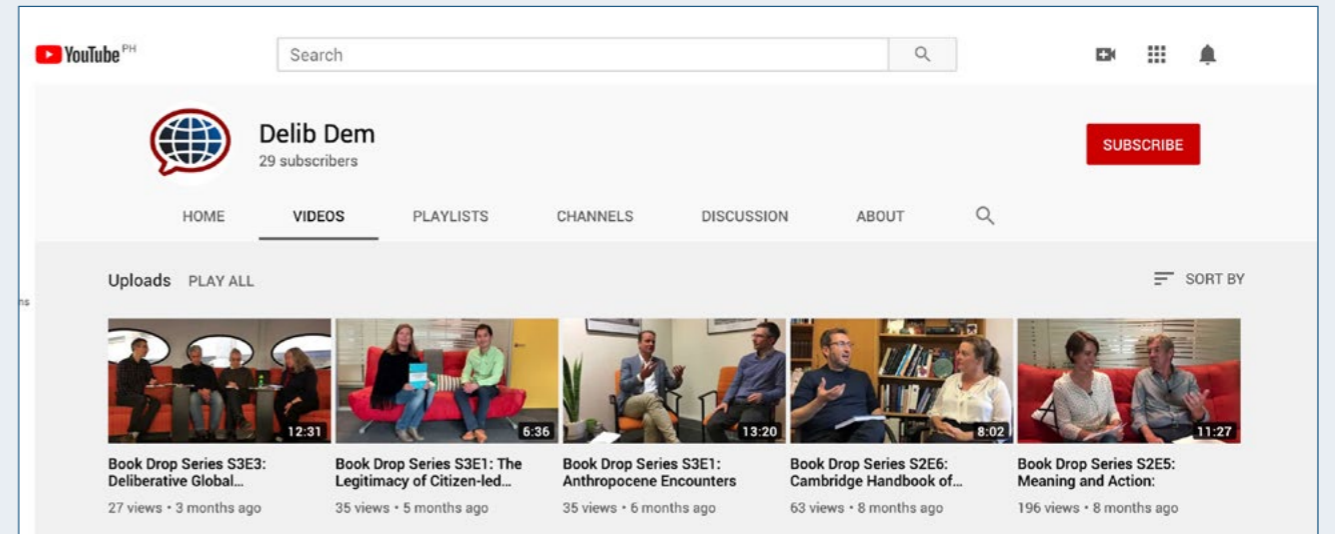 YouTube PH
Search
Delib Dem
29 subscribers
SUBSCRIBE
HOME VIDEOS PLAYLISTS CHANNELS DISCUSSION ABOUT
Uploads PLAY ALL
SORT BY
ns
12:31 6:36 13:20 8:02 11:27
Book Drop Series S3E3: Book Drop Series S3E1: The Book Drop Series S3E1: Book Drop Series S2E6: Book Drop Series S2E5:
Deliberative Global... Legitimacy of Citizen-led... Anthropocene Encounters Cambridge Handbook of... Meaning and Action:
27 views • 3 months ago 35 views • 5 months ago 35 views • 6 months ago 63 views • 8 months ago 196 views • 8 months ago